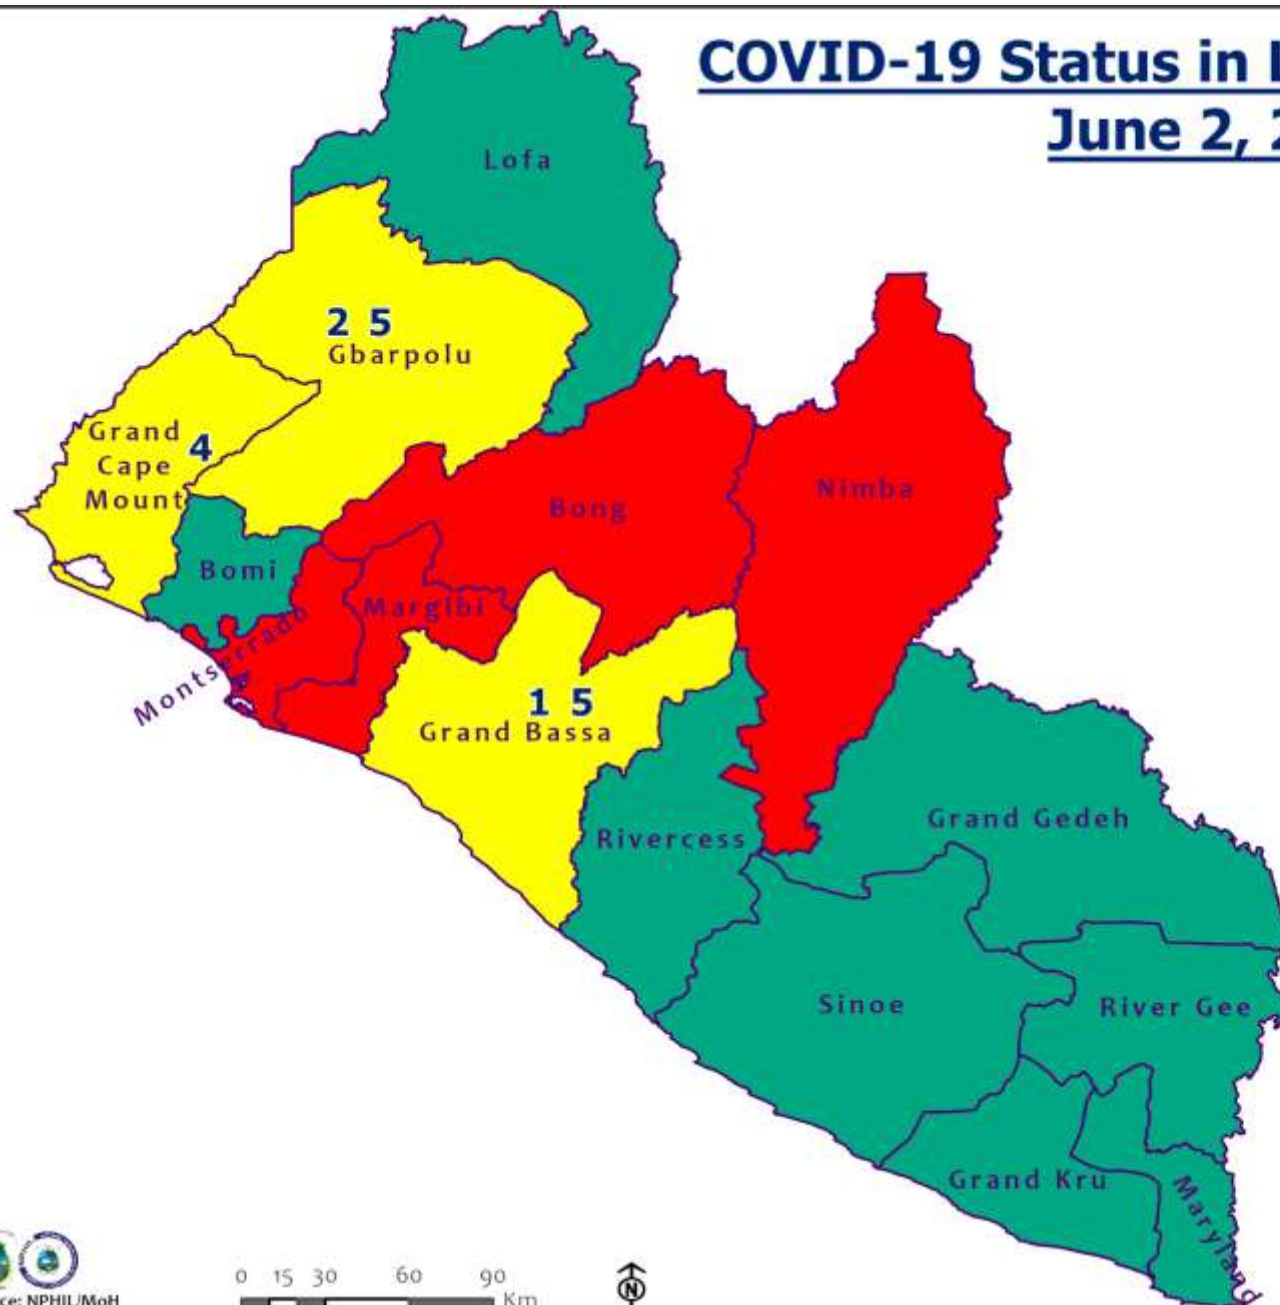 COVID-19 Status in
June 2,
Lofa
2 5
Gbarpolu
Grand 4
Cape
Mount
Nimba
Bong
Bomi
Margibi
Montserrado
1 5
Grand Bassa
Grand Gedeh
Rivercess
Sinoe
River Gee
Grand Kru
Maryland
0 15 30 60 90
Km
N
NPHIL/MoH